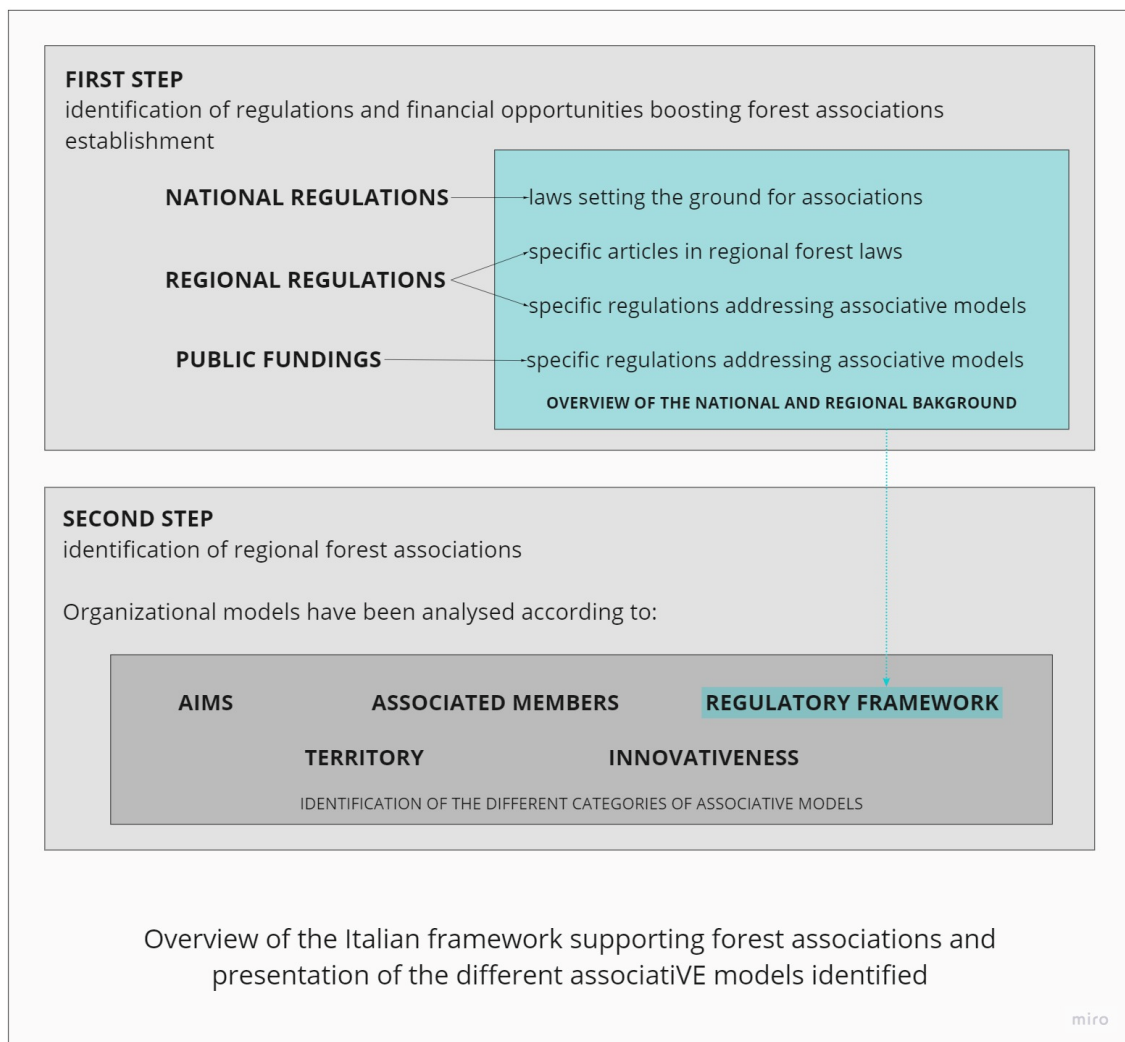 FIRST STEP
identification of regulations and financial opportunities boosting forest associations
establishment
NATIONAL REGULATIONS
laws setting the ground for associations
REGIONAL REGULATIONS
specific articles in regional forest laws
specific regulations addressing associative models
PUBLIC FUNDINGS
specific regulations addressing associative models
OVERVIEW OF THE NATIONAL AND REGIONAL BAKGROUND
SECOND STEP
identification of regional forest associations
Organizational models have been analysed according to:
AIMS
ASSOCIATED MEMBERS
REGULATORY FRAMEWORK
TERRITORY
INNOVATIVENESS
IDENTIFICATION OF THE DIFFERENT CATEGORIES OF ASSOCIATIVE MODELS
Overview of the Italian framework supporting forest associations and
presentation of the different associatiVE models identified
miro